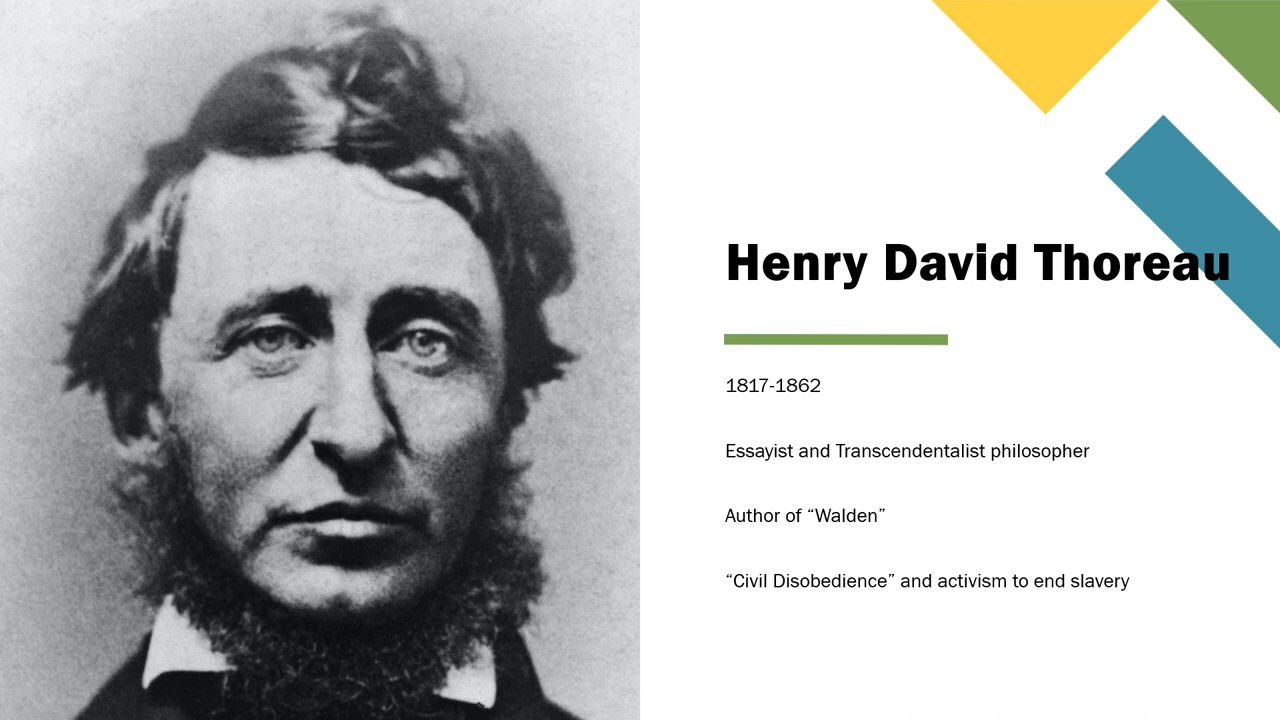 Henry David Thoreau
1817-1862
Essayist and Transcendentalist philosopher
Author of “Walden”
“Civil Disobedience” and activism to end slavery